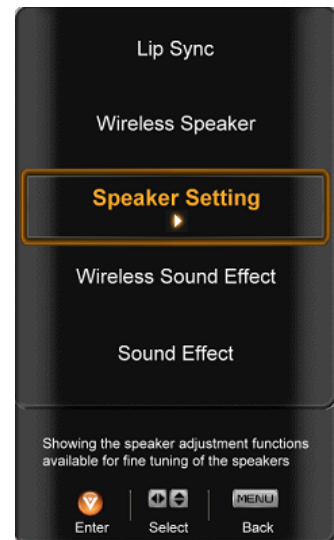 Lip Sync
Wireless Speaker
Speaker Setting
Wireless Sound Effect
Sound Effect
Showing the speaker adjustment functions
available for fine tuning of the speakers
V
MENU
Enter Select Back